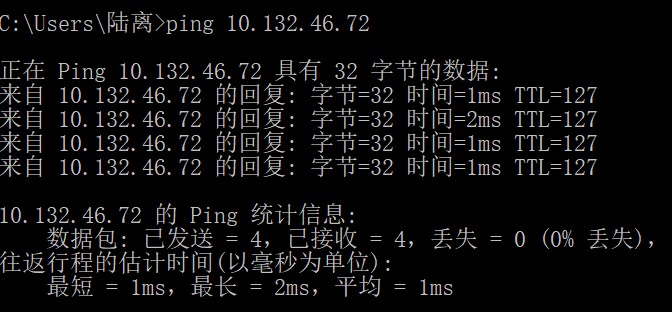 C:\Users\陆离>ping 10.132.46.72
正在 Ping 10.132.46.72 具有 32 字节的数据:
来自 10.132.46.72 的回复: 字节=32 时间=1ms TTL=127
来自 10.132.46.72 的回复: 字节=32 时间=2ms TTL=127
来自 10.132.46.72 的回复: 字节=32 时间=1ms TTL=127
来自 10.132.46.72 的回复: 字节=32 时间=1ms TTL=127
10.132.46.72 的 Ping 统计信息:
数据包: 已发送 = 4，已接收 = 4，丢失 = 0 (0% 丢失)，
往返行程的估计时间(以毫秒为单位):
最短 = 1ms，最长 = 2ms，平均 = 1ms